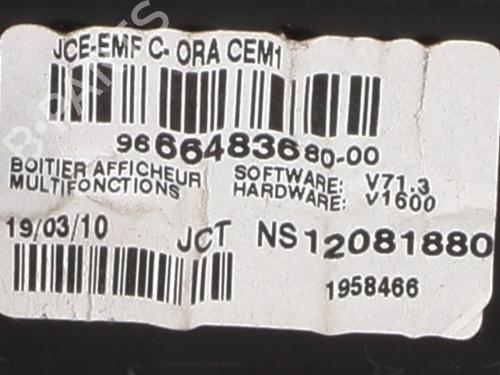 JCE-EMF C- ORA CEM1
9666483680-00
BOITIER AFFICHEUR
MULTIFONCTIONS
SOFTWARE: V71.3
HARDWARE: V1600
19/03/10
JCT
NS12081880
1958466
B-PARTS